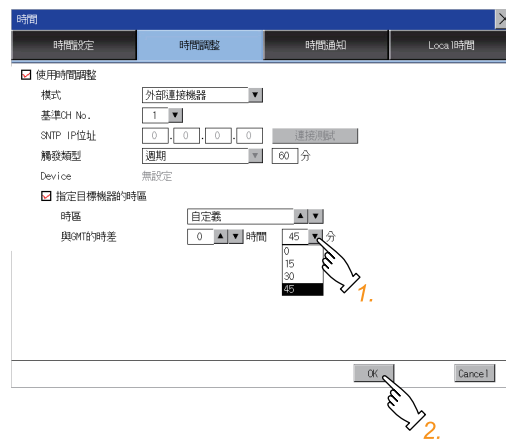 時間
時間設定 時間調整 時間通知 Local時間
使用時間調整
模式 外部連接機器
基準CH No. 1
SNTP IP位址 0 . 0 . 0 . 0 連接測試
觸發類型 週期 60 分
Device 無設定
指定目標機器的時區
時區 自定義
與GMT的時差 0 時間 45 分
0
15
30
45
1.
OK Cancel
2.